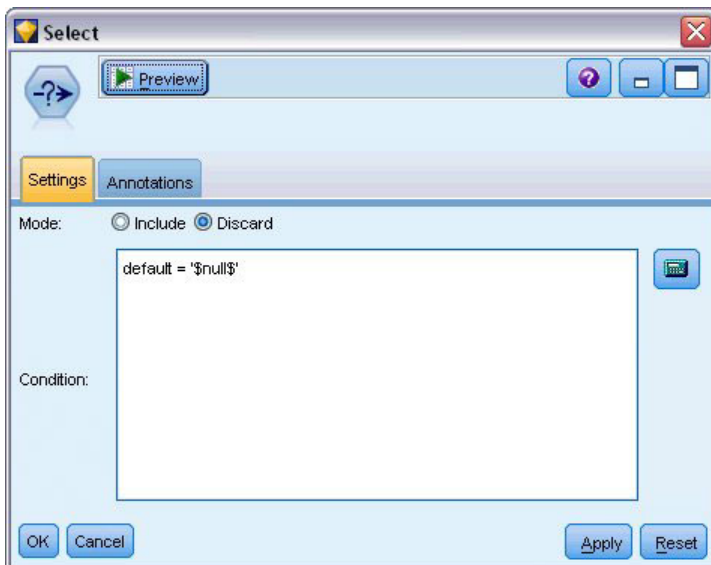 Select
-?>
Preview
?
Settings Annotations
Mode: Include Discard
default = '$null$'
Condition:
OK Cancel Apply Reset